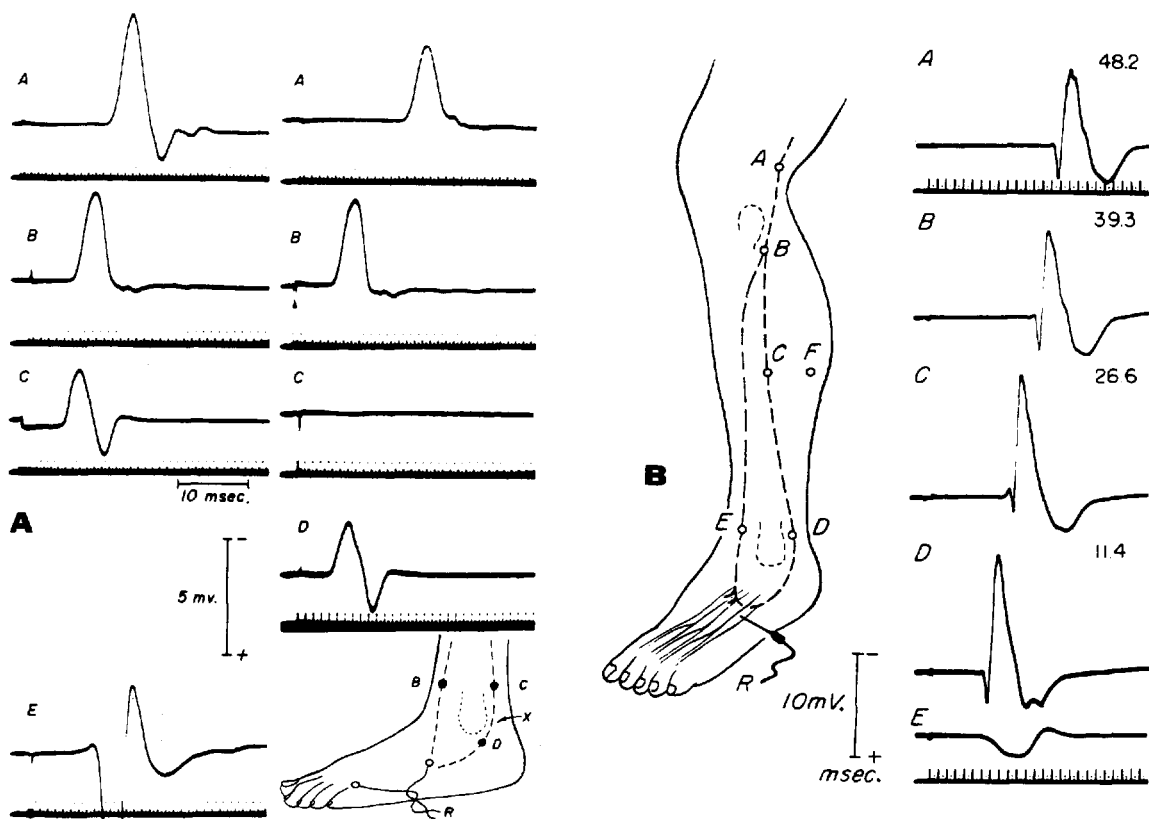 A
A
B
B
C
C
10 msec.
A
5 mv.
-
+
D
E
B
C
X
D
R
A
B
C
F
B
E
D
R
A
48.2
B
39.3
C
26.6
D
11.4
10mV.
-
+
E
msec.